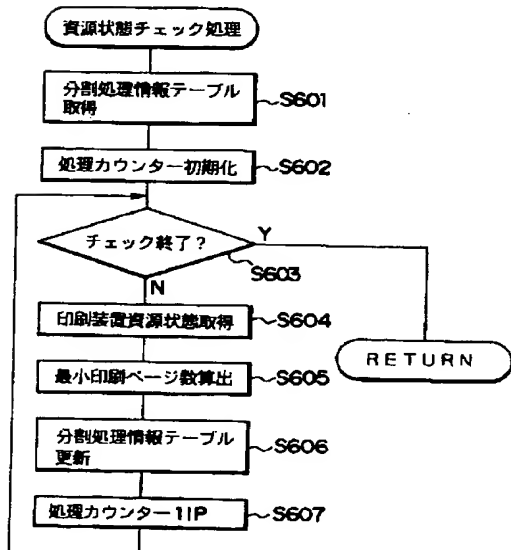 資源状態チェック処理
分割処理情報テーブル
取得
S601
処理カウンター初期化
S602
チェック終了?
Y
S603
N
印刷装置資源状態取得
S604
RETURN
最小印刷ページ数算出
S605
分割処理情報テーブル
更新
S606
処理カウンター1UP
S607